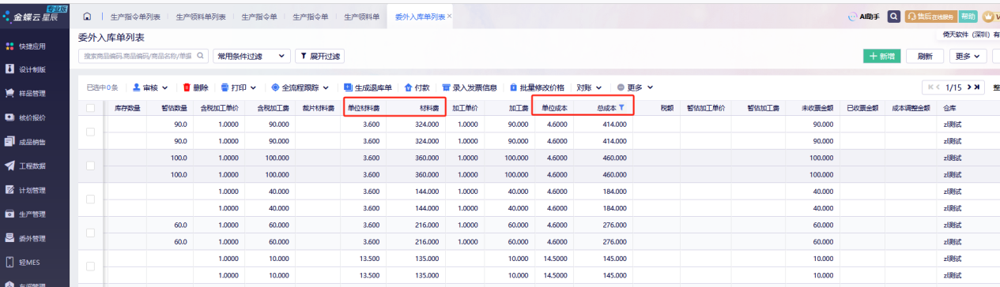 金蝶云 星辰 专业版
生产指令单列表 生产领料单列表 生产指令单 生产指令单 生产领料单 委外入库单列表 ×
AI助手 售后在线服务 帮助
委外入库单列表
倚天软件（深圳）有
搜索商品编码,商品编码/商品名称/单据 常用条件过滤 展开过滤
新增 刷新 更多
已选中0条 审核 删除 打印 全流程跟踪 生成退库单 付款 录入发票信息 批量修改价格 对账 更多 1/15 整
库存数量 暂估数量 含税加工单价 含税加工费 裁片材料费 单位材料费 材料费 加工单价 加工费 单位成本 总成本 税额 暂估加工单价 暂估加工费 未收票金额 已收票金额 成本调整金额 仓库
90.0 1.0000 90.000 3.600 324.000 1.0000 90.000 4.6000 414.000 90.000 zl测试
90.0 1.0000 90.000 3.600 324.000 1.0000 90.000 4.6000 414.000 90.000 zl测试
100.0 1.0000 100.000 3.600 360.000 1.0000 100.000 4.6000 460.000 100.000 zl测试
100.0 1.0000 100.000 3.600 360.000 1.0000 100.000 4.6000 460.000 100.000 zl测试
1.0000 40.000 3.600 144.000 1.0000 40.000 4.6000 184.000 40.000 zl测试
1.0000 40.000 3.600 144.000 1.0000 40.000 4.6000 184.000 40.000 zl测试
60.0 1.0000 60.000 3.600 216.000 1.0000 60.000 4.6000 276.000 60.000 zl测试
60.0 1.0000 60.000 3.600 216.000 1.0000 60.000 4.6000 276.000 60.000 zl测试
1.0000 10.000 13.500 135.000 10.000 14.5000 145.000 10.000 zl测试
1.0000 10.000 13.500 135.000 10.000 14.5000 145.000 10.000 zl测试
快捷应用
设计制版
样品管理
核价报价
成品销售
工程数据
计划管理
生产管理
委外管理
轻MES
车间管理